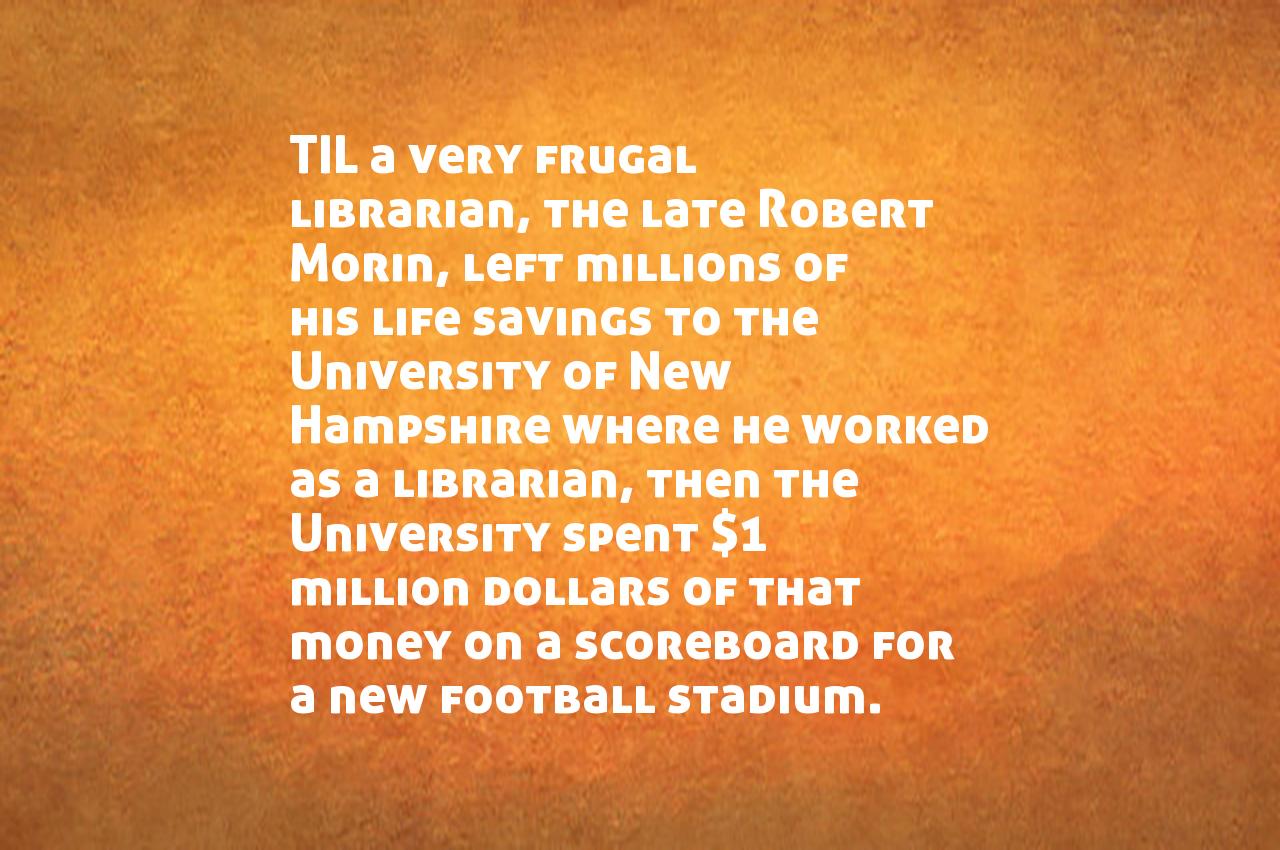 TIL a very frugal
librarian, the late Robert
Morin, left millions of
his life savings to the
University of New
Hampshire where he worked
as a librarian, then the
University spent $1
million dollars of that
money on a scoreboard for
a new football stadium.